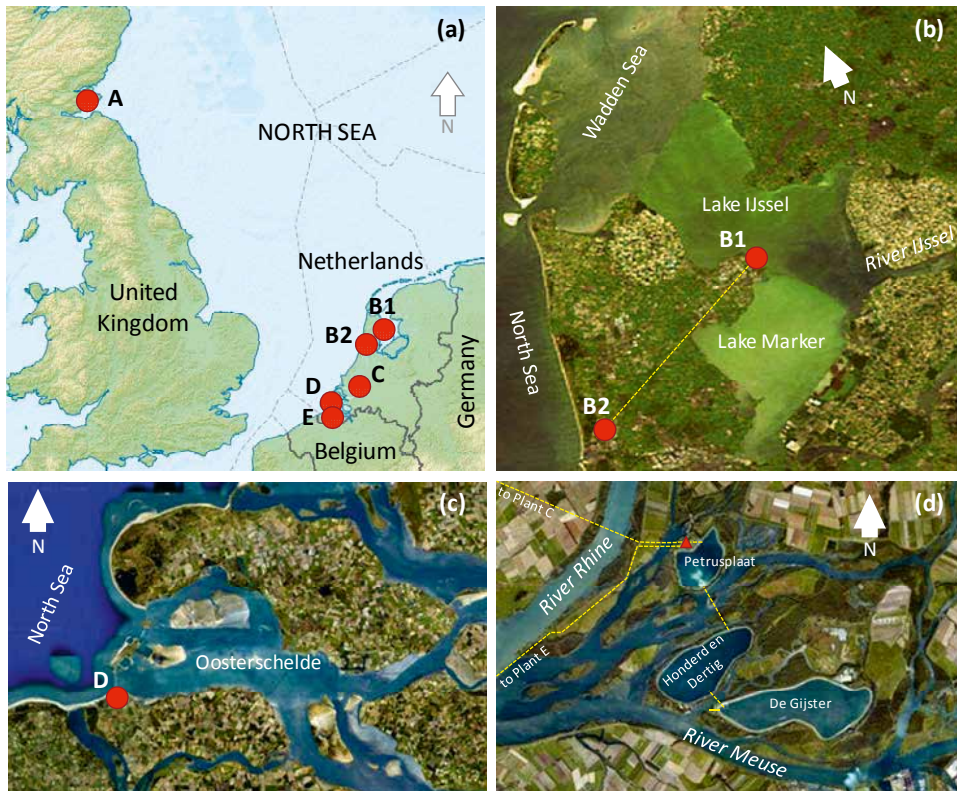 (a)
A
N
NORTH SEA
Netherlands
United
Kingdom
B1
B2
C
D
E
Germany
Belgium
(b)
Wadden Sea
N
Lake IJssel
B1
River IJssel
North Sea
Lake Marker
B2
(c)
N
North Sea
Oosterschelde
D
(d)
to Plant C
N
River Rhine
Petrusplaat
to Plant E
Honderd en
Dertig
De Gijster
River Meuse